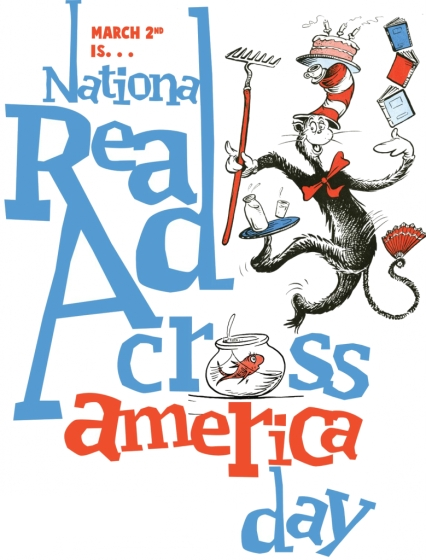 MARCH 2ND
IS. . .
National
Read
Across
america
day